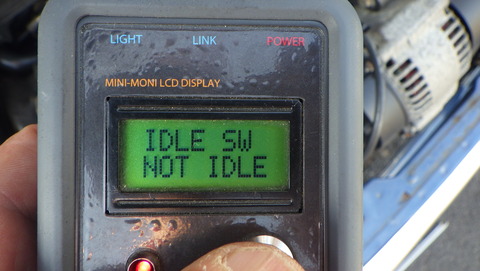 LIGHT LINK POWER
MINI-MONI LCD DISPLAY
IDLE SW
NOT IDLE